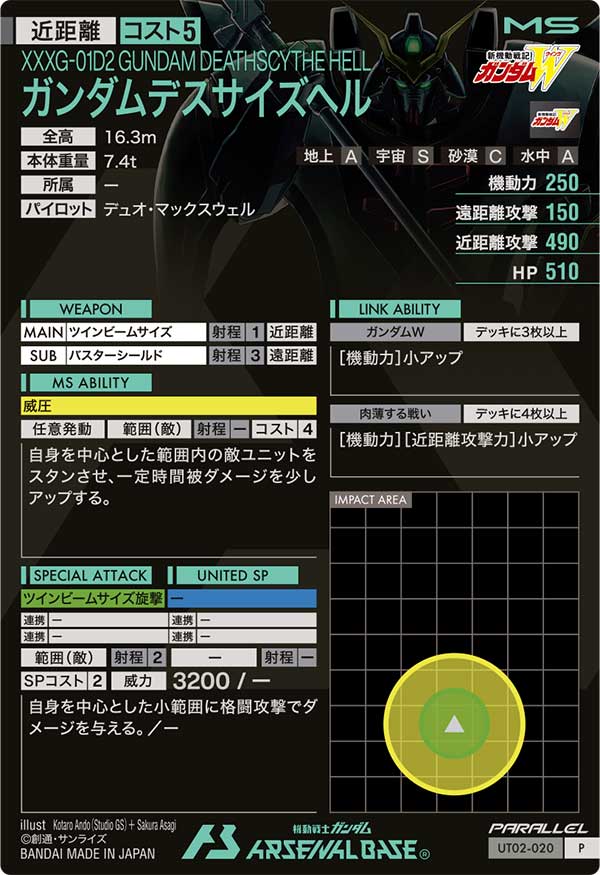 近距離 コスト5 MS
XXXG-01D2 GUNDAM DEATHSCYTHE HELL
ガンダムデスサイズヘル
新機動戦記 ガンダムW ウイング
新機動戦記 ガンダムW
全高 16.3m
本体重量 7.4t
地上 A 宇宙 S 砂漠 C 水中 A
所属 ー
機動力 250
パイロット デュオ・マックスウェル
遠距離攻撃 150
近距離攻撃 490
HP 510
WEAPON
MAIN ツインビームサイズ 射程 1 近距離
SUB バスターシールド 射程 3 遠距離
MS ABILITY
威圧
任意発動 範囲（敵） 射程 ー コスト 4
自身を中心とした範囲内の敵ユニットを
スタンさせ、一定時間被ダメージを少し
アップする。
LINK ABILITY
ガンダムW デッキに3枚以上
［機動力］小アップ
肉薄する戦い デッキに4枚以上
［機動力］［近距離攻撃力］小アップ
IMPACT AREA
SPECIAL ATTACK UNITED SP
ツインビームサイズ旋撃 ー
連携 ー 連携 ー
連携 ー 連携 ー
範囲（敵） 射程 2 ー 射程 ー
SPコスト 2 威力 3200 / ー
自身を中心とした小範囲に格闘攻撃でダ
メージを与える。／ー
illust Kotaro Ando (Studio GS) + Sakura Asagi
©創通・サンライズ
BANDAI MADE IN JAPAN
機動戦士ガンダム
AB ARSENAL BASE®
PARALLEL
UT02-020 P